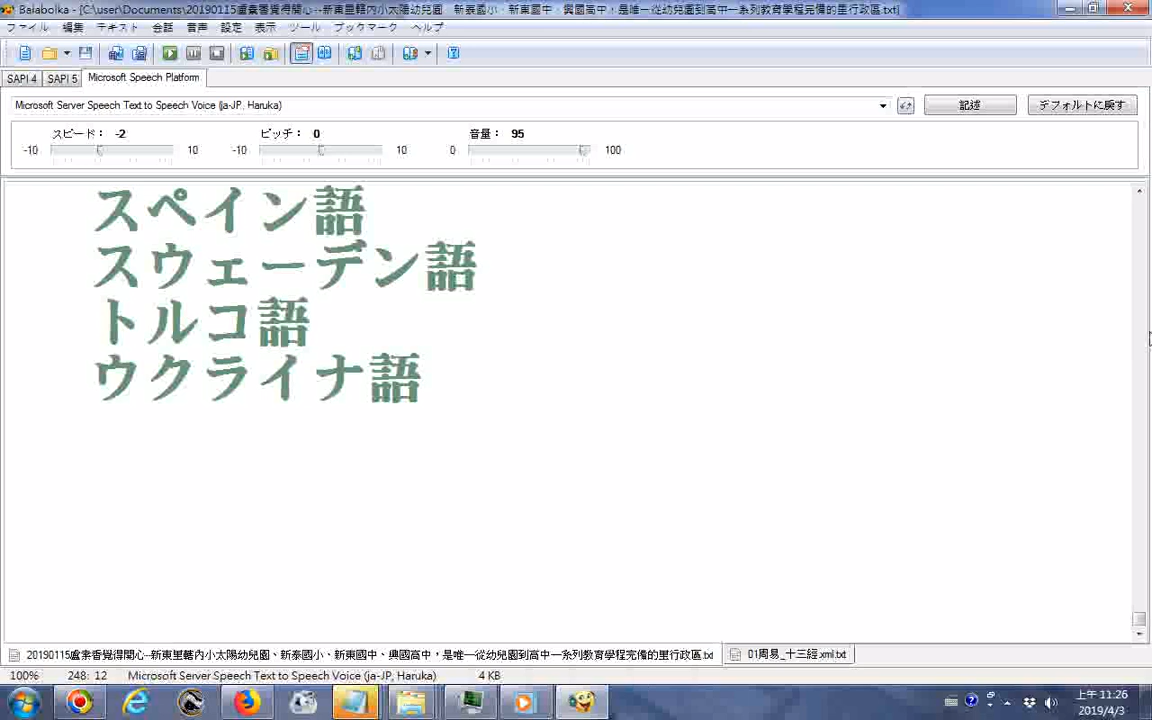 Balabolka - [C:\user\Documents\20190115盧素香覺得開心--新東里轄內小太陽幼兒園、新泰國小、新東國中、興國高中，是唯一從幼兒園到高中一系列教育學程完備的里行政區.txt]
ファイル 編集 テキスト 会話 音声 設定 表示 ツール ブックマーク ヘルプ
SAPI 4 SAPI 5 Microsoft Speech Platform
Microsoft Server Speech Text to Speech Voice (ja-JP, Haruka) 記述 デフォルトに戻す
スピード： -2 ピッチ： 0 音量： 95
-10 10 -10 10 0 100
スペイン語
スウェーデン語
トルコ語
ウクライナ語
20190115盧素香覺得開心--新東里轄內小太陽幼兒園、新泰國小、新東國中、興國高中，是唯一從幼兒園到高中一系列教育學程完備的里行政區.txt 01周易_十三經.xml.txt
100% 248: 12 Microsoft Server Speech Text to Speech Voice (ja-JP, Haruka) 4 KB
上午 11:26
2019/4/3